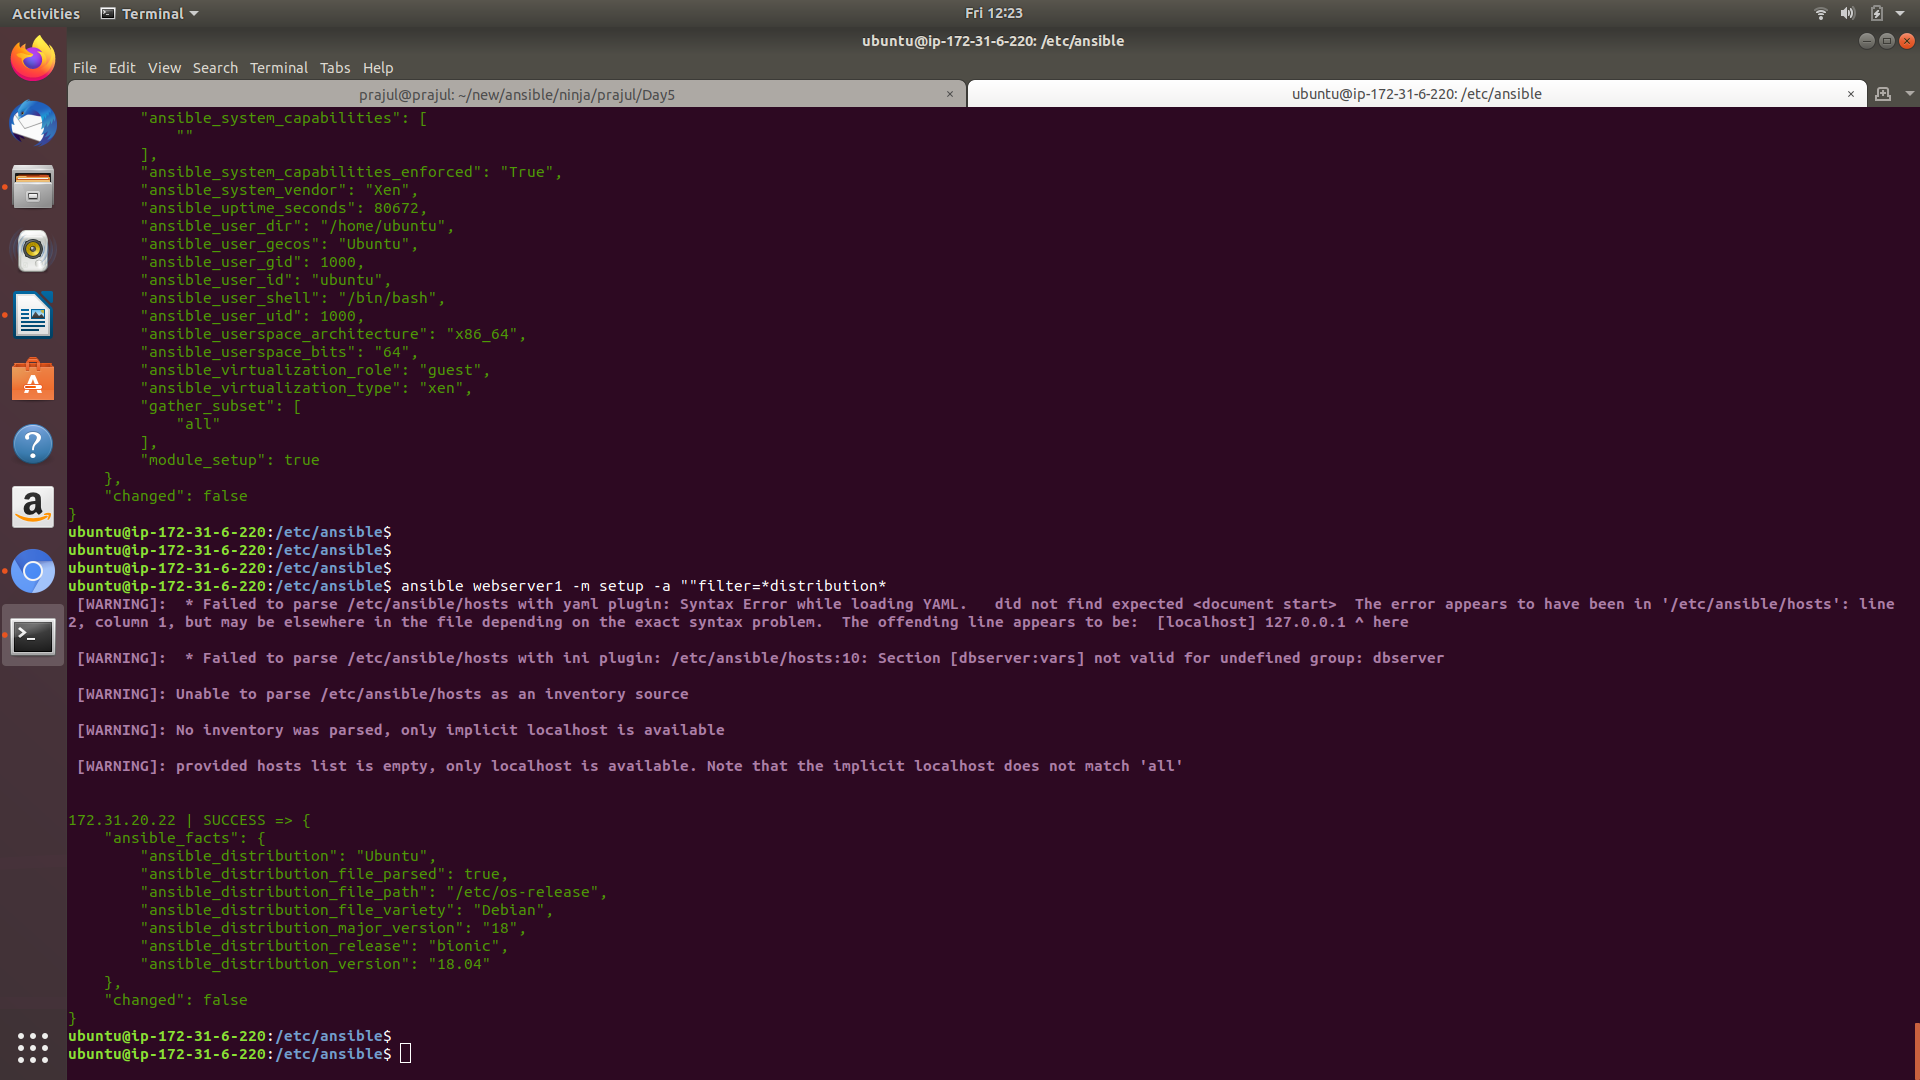 Activities Terminal Fri 12:23
ubuntu@ip-172-31-6-220: /etc/ansible
File Edit View Search Terminal Tabs Help
prajul@prajul: ~/new/ansible/ninja/prajul/Day5 × ubuntu@ip-172-31-6-220: /etc/ansible ×
        "ansible_system_capabilities": [
            ""
        ],
        "ansible_system_capabilities_enforced": "True",
        "ansible_system_vendor": "Xen",
        "ansible_uptime_seconds": 80672,
        "ansible_user_dir": "/home/ubuntu",
        "ansible_user_gecos": "Ubuntu",
        "ansible_user_gid": 1000,
        "ansible_user_id": "ubuntu",
        "ansible_user_shell": "/bin/bash",
        "ansible_user_uid": 1000,
        "ansible_userspace_architecture": "x86_64",
        "ansible_userspace_bits": "64",
        "ansible_virtualization_role": "guest",
        "ansible_virtualization_type": "xen",
        "gather_subset": [
            "all"
        ],
        "module_setup": true
    },
    "changed": false
}
ubuntu@ip-172-31-6-220:/etc/ansible$
ubuntu@ip-172-31-6-220:/etc/ansible$
ubuntu@ip-172-31-6-220:/etc/ansible$
ubuntu@ip-172-31-6-220:/etc/ansible$ ansible webserver1 -m setup -a ""filter=*distribution*
 [WARNING]:  * Failed to parse /etc/ansible/hosts with yaml plugin: Syntax Error while loading YAML.   did not find expected <document start>  The error appears to have been in '/etc/ansible/hosts': line
2, column 1, but may be elsewhere in the file depending on the exact syntax problem.  The offending line appears to be:  [localhost] 127.0.0.1 ^ here
 [WARNING]:  * Failed to parse /etc/ansible/hosts with ini plugin: /etc/ansible/hosts:10: Section [dbserver:vars] not valid for undefined group: dbserver
 [WARNING]: Unable to parse /etc/ansible/hosts as an inventory source
 [WARNING]: No inventory was parsed, only implicit localhost is available
 [WARNING]: provided hosts list is empty, only localhost is available. Note that the implicit localhost does not match 'all'
172.31.20.22 | SUCCESS => {
    "ansible_facts": {
        "ansible_distribution": "Ubuntu",
        "ansible_distribution_file_parsed": true,
        "ansible_distribution_file_path": "/etc/os-release",
        "ansible_distribution_file_variety": "Debian",
        "ansible_distribution_major_version": "18",
        "ansible_distribution_release": "bionic",
        "ansible_distribution_version": "18.04"
    },
    "changed": false
}
ubuntu@ip-172-31-6-220:/etc/ansible$
ubuntu@ip-172-31-6-220:/etc/ansible$